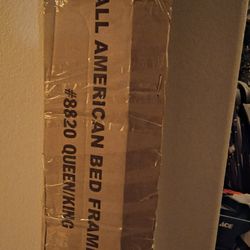 ALL AMERICAN BED FRAM
#8820 QUEEN/KING